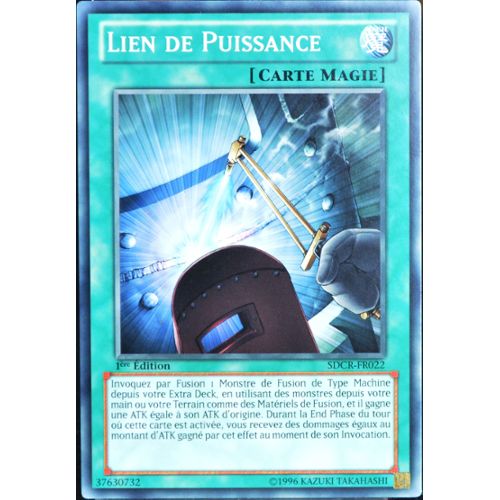 LIEN DE PUISSANCE
[CARTE MAGIE]
1ère Édition
SDCR-FR022
Invoquez par Fusion 1 Monstre de Fusion de Type Machine
depuis votre Extra Deck, en utilisant des monstres depuis votre
main ou votre Terrain comme des Matériels de Fusion, et il gagne
une ATK égale à son ATK d'origine. Durant la End Phase du tour
où cette carte est activée, vous recevez des dommages égaux au
montant d'ATK gagné par cet effet au moment de son Invocation.
37630732
©1996 KAZUKI TAKAHASHI